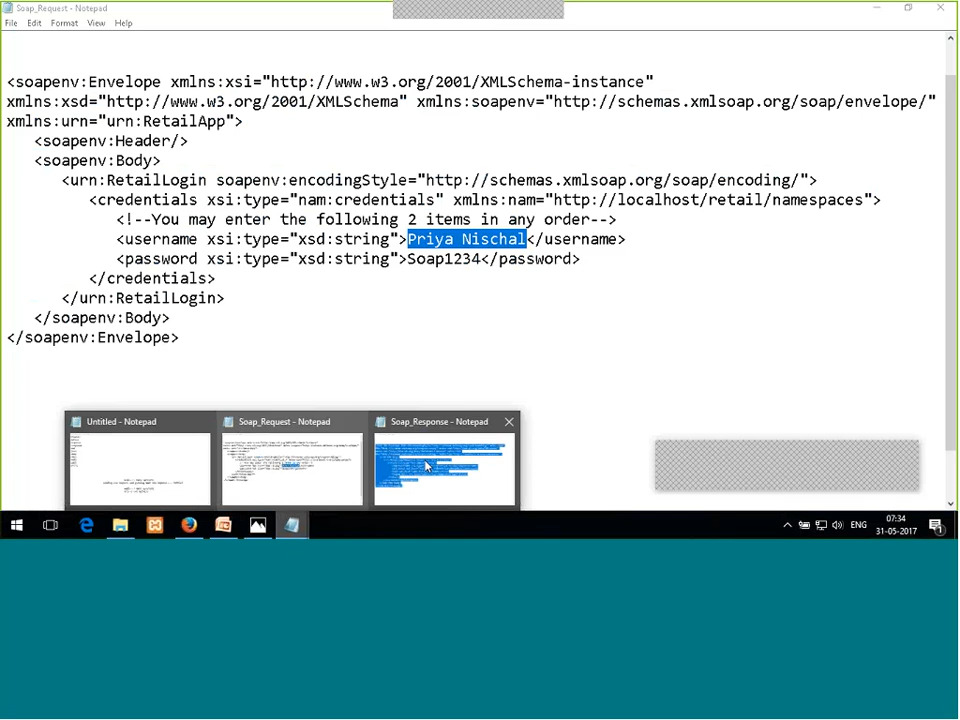 Soap_Request - Notepad
File Edit Format View Help
<soapenv:Envelope xmlns:xsi="http://www.w3.org/2001/XMLSchema-instance"
xmlns:xsd="http://www.w3.org/2001/XMLSchema" xmlns:soapenv="http://schemas.xmlsoap.org/soap/envelope/"
xmlns:urn="urn:RetailApp">
<soapenv:Header/>
<soapenv:Body>
<urn:RetailLogin soapenv:encodingStyle="http://schemas.xmlsoap.org/soap/encoding/">
<credentials xsi:type="nam:credentials" xmlns:nam="http://localhost/retail/namespaces">
<!--You may enter the following 2 items in any order-->
<username xsi:type="xsd:string">Priya Nischal</username>
<password xsi:type="xsd:string">Soap1234</password>
</credentials>
</urn:RetailLogin>
</soapenv:Body>
</soapenv:Envelope>
Untitled - Notepad Soap_Request - Notepad Soap_Response - Notepad
ENG 07:34
31-05-2017